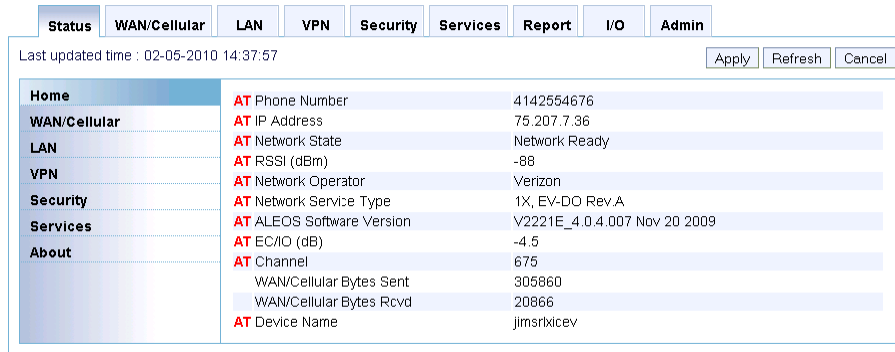 Status WAN/Cellular LAN VPN Security Services Report I/O Admin
Last updated time : 02-05-2010 14:37:57
Apply Refresh Cancel
Home
WAN/Cellular
LAN
VPN
Security
Services
About
AT Phone Number 4142554676
AT IP Address 75.207.7.36
AT Network State Network Ready
AT RSSI (dBm) -88
AT Network Operator Verizon
AT Network Service Type 1X, EV-DO Rev.A
AT ALEOS Software Version V2221E_4.0.4.007 Nov 20 2009
AT EC/IO (dB) -4.5
AT Channel 675
WAN/Cellular Bytes Sent 305860
WAN/Cellular Bytes Rcvd 20866
AT Device Name jimsrlxicev